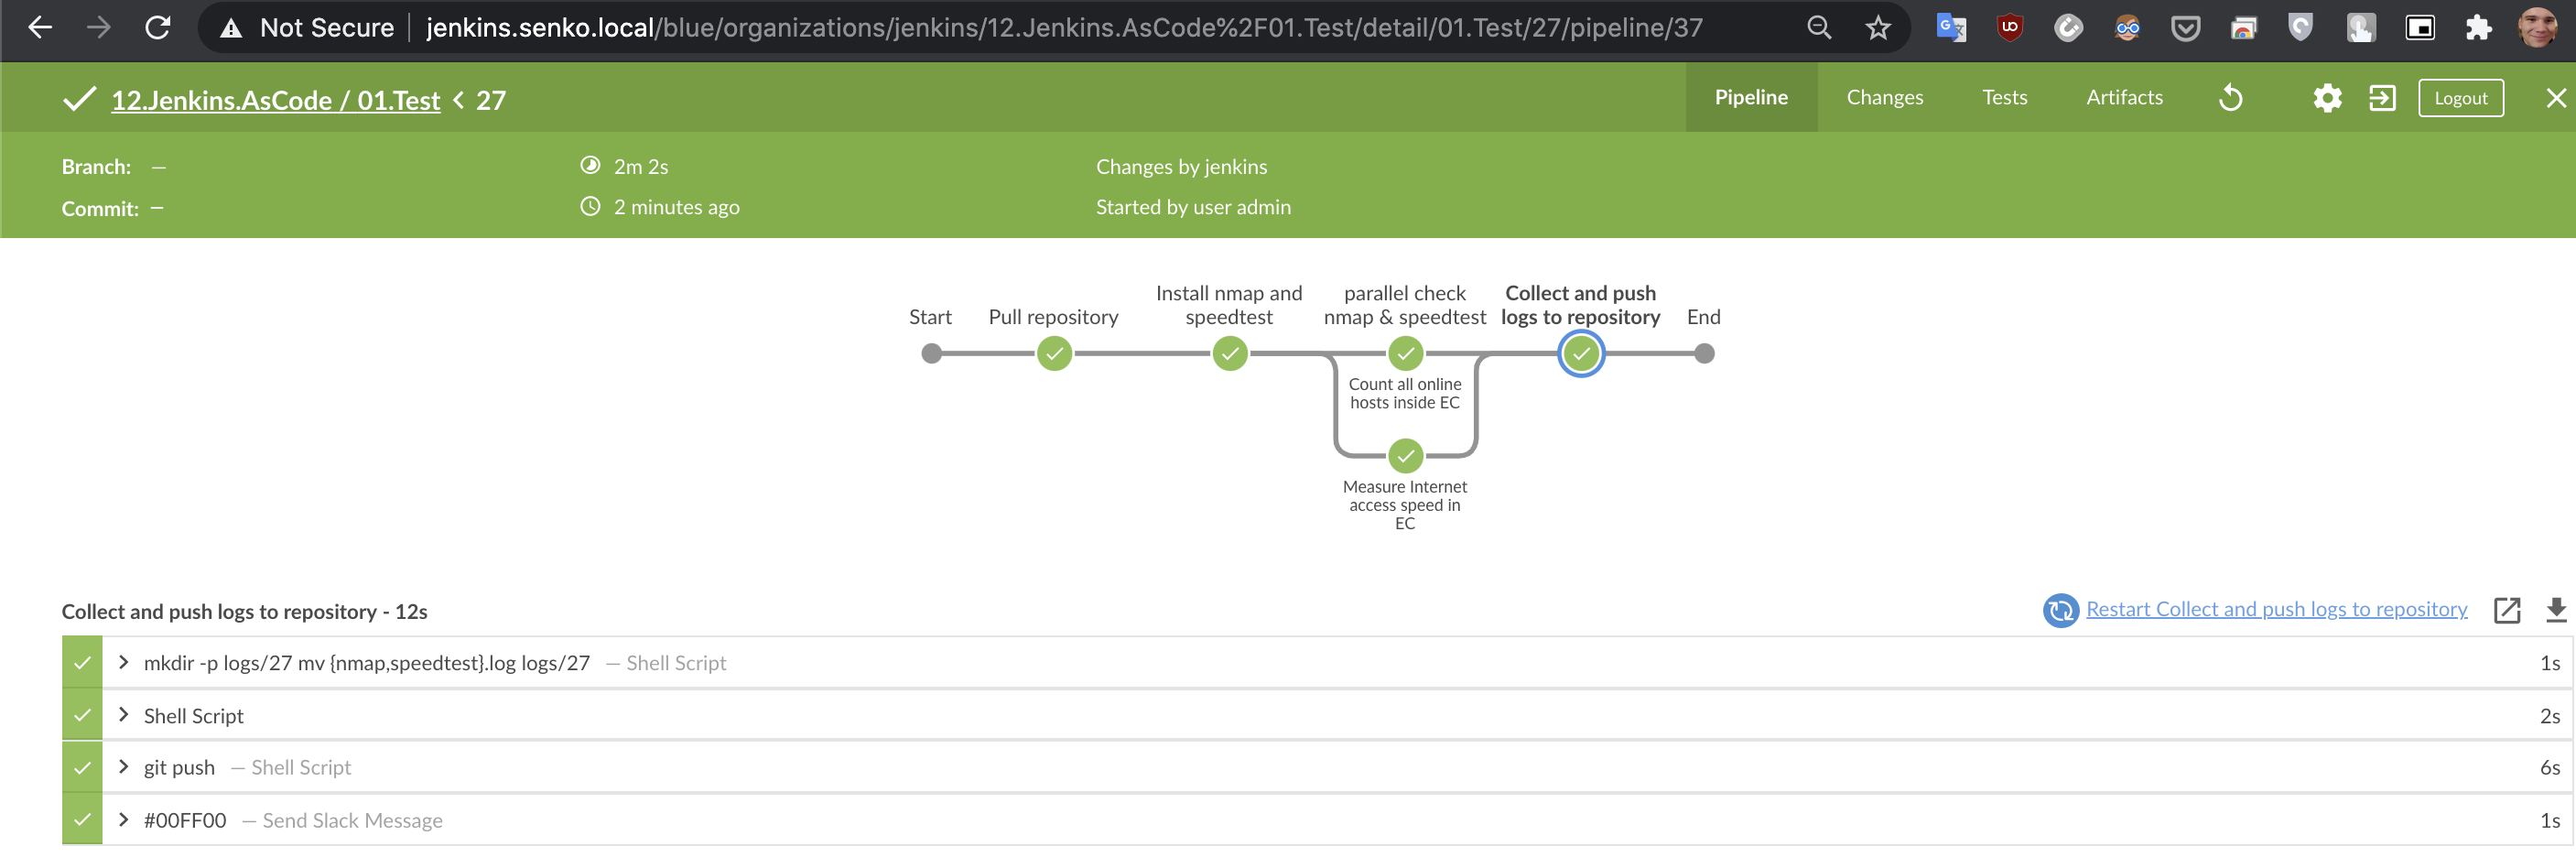 Not Secure jenkins.senko.local/blue/organizations/jenkins/12.Jenkins.AsCode%2F01.Test/detail/01.Test/27/pipeline/37
12.Jenkins.AsCode / 01.Test < 27
Pipeline Changes Tests Artifacts Logout
Branch: — 2m 2s Changes by jenkins
Commit: — 2 minutes ago Started by user admin
Start
Pull repository
Install nmap and
speedtest
parallel check
nmap & speedtest
Collect and push
logs to repository
End
Count all online
hosts inside EC
Measure Internet
access speed in
EC
Collect and push logs to repository - 12s
Restart Collect and push logs to repository
mkdir -p logs/27 mv {nmap,speedtest}.log logs/27 — Shell Script 1s
Shell Script 2s
git push — Shell Script 6s
#00FF00 — Send Slack Message 1s